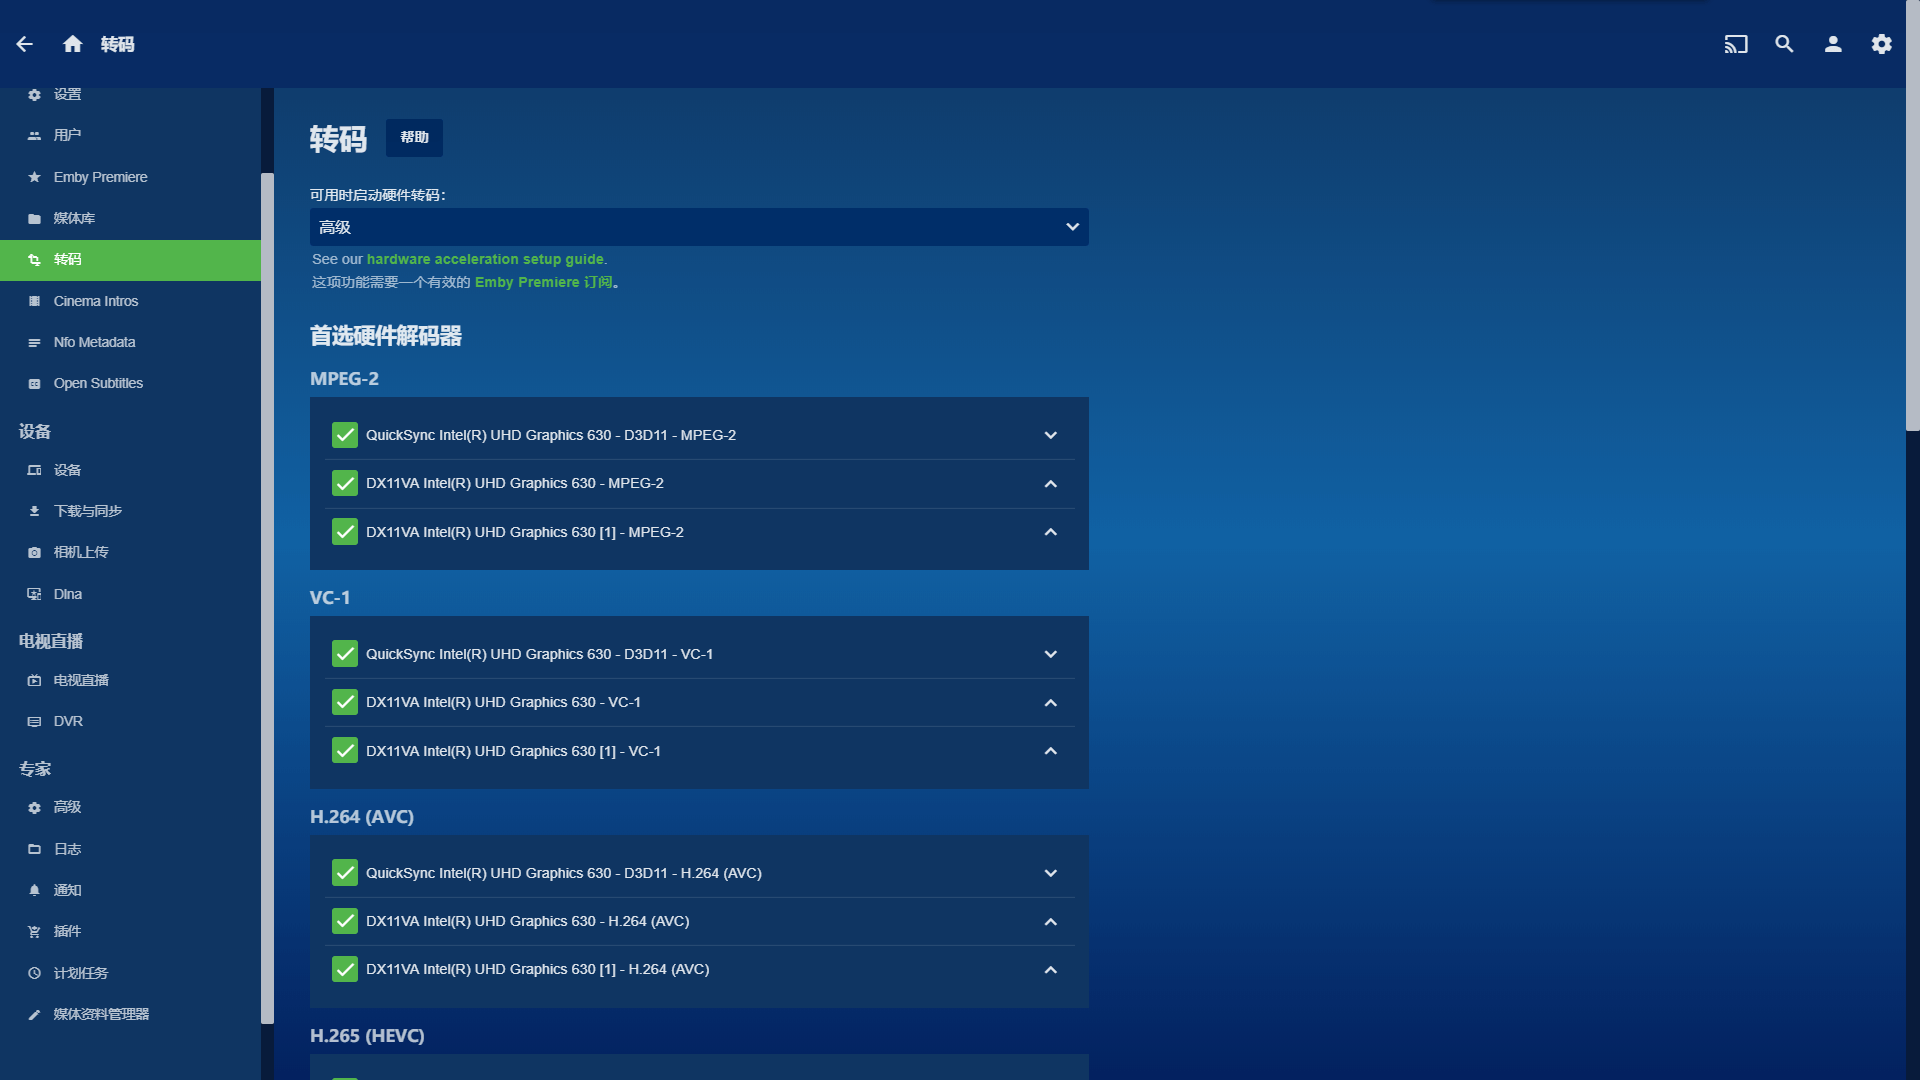 转码
设置
用户
Emby Premiere
媒体库
转码
Cinema Intros
Nfo Metadata
Open Subtitles
设备
设备
下载与同步
相机上传
Dlna
电视直播
电视直播
DVR
专家
高级
日志
通知
插件
计划任务
媒体资料管理器
转码
帮助
可用时启动硬件转码：
高级
See our hardware acceleration setup guide.
这项功能需要一个有效的 Emby Premiere 订阅。
首选硬件解码器
MPEG-2
QuickSync Intel(R) UHD Graphics 630 - D3D11 - MPEG-2
DX11VA Intel(R) UHD Graphics 630 - MPEG-2
DX11VA Intel(R) UHD Graphics 630 [1] - MPEG-2
VC-1
QuickSync Intel(R) UHD Graphics 630 - D3D11 - VC-1
DX11VA Intel(R) UHD Graphics 630 - VC-1
DX11VA Intel(R) UHD Graphics 630 [1] - VC-1
H.264 (AVC)
QuickSync Intel(R) UHD Graphics 630 - D3D11 - H.264 (AVC)
DX11VA Intel(R) UHD Graphics 630 - H.264 (AVC)
DX11VA Intel(R) UHD Graphics 630 [1] - H.264 (AVC)
H.265 (HEVC)